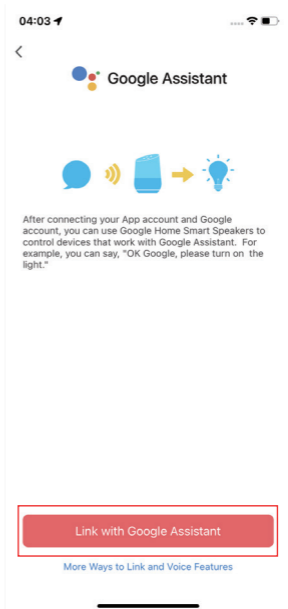 04:03
Google Assistant
After connecting your App account and Google
account, you can use Google Home Smart Speakers to
control devices that work with Google Assistant. For
example, you can say, "OK Google, please turn on the
light."
Link with Google Assistant
More Ways to Link and Voice Features